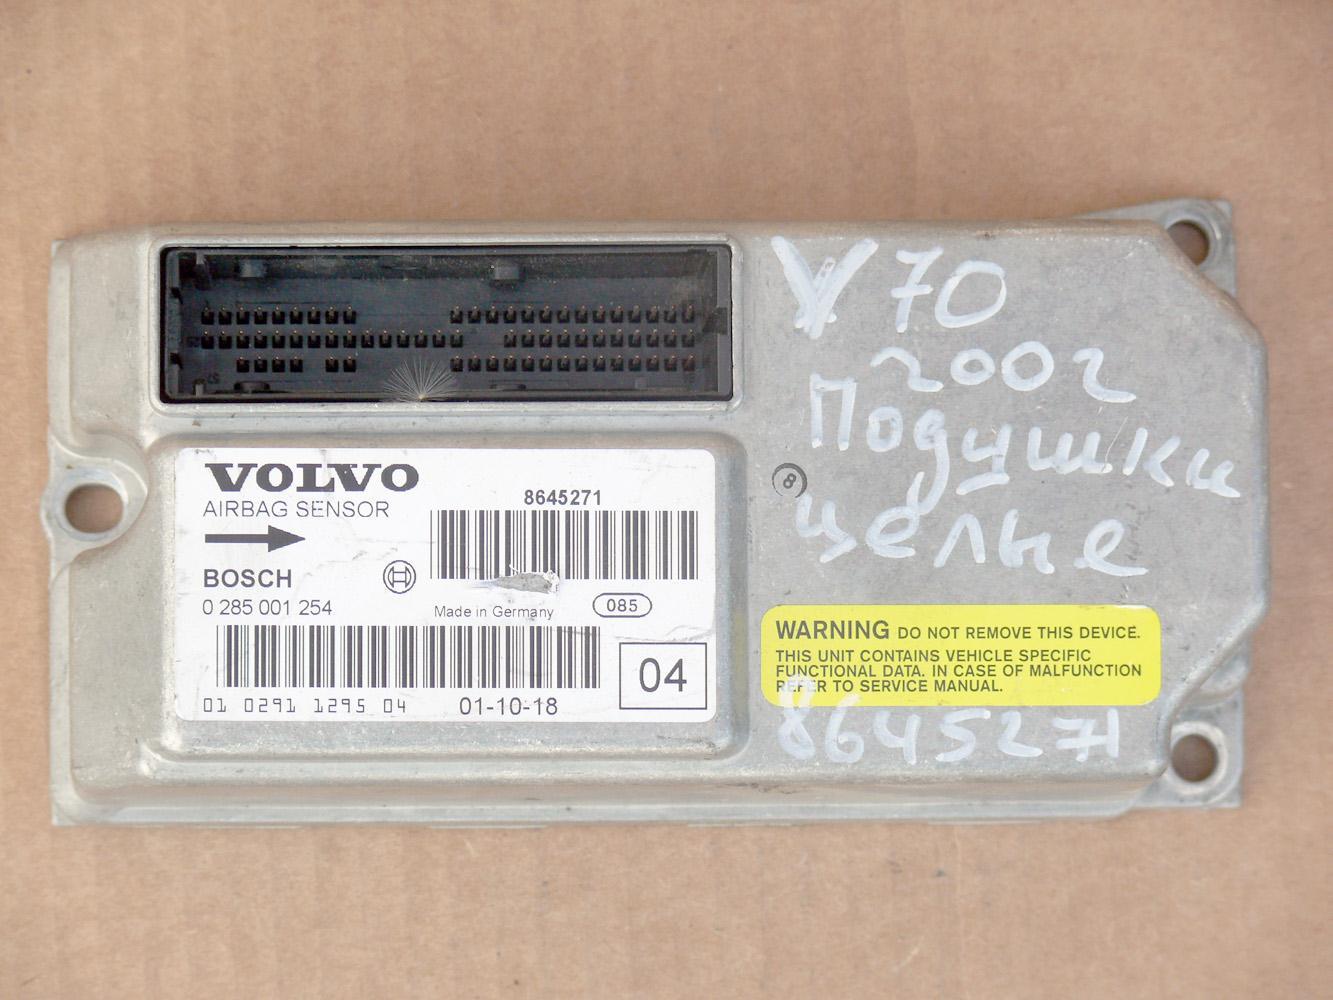 VOLVO
AIRBAG SENSOR
8645271
BOSCH
0 285 001 254
Made in Germany
085
01 0291 1295 04
01-10-18
04
V70
2002
Подушки
целые
8
WARNING DO NOT REMOVE THIS DEVICE.
THIS UNIT CONTAINS VEHICLE SPECIFIC
FUNCTIONAL DATA. IN CASE OF MALFUNCTION
REFER TO SERVICE MANUAL.
8645271